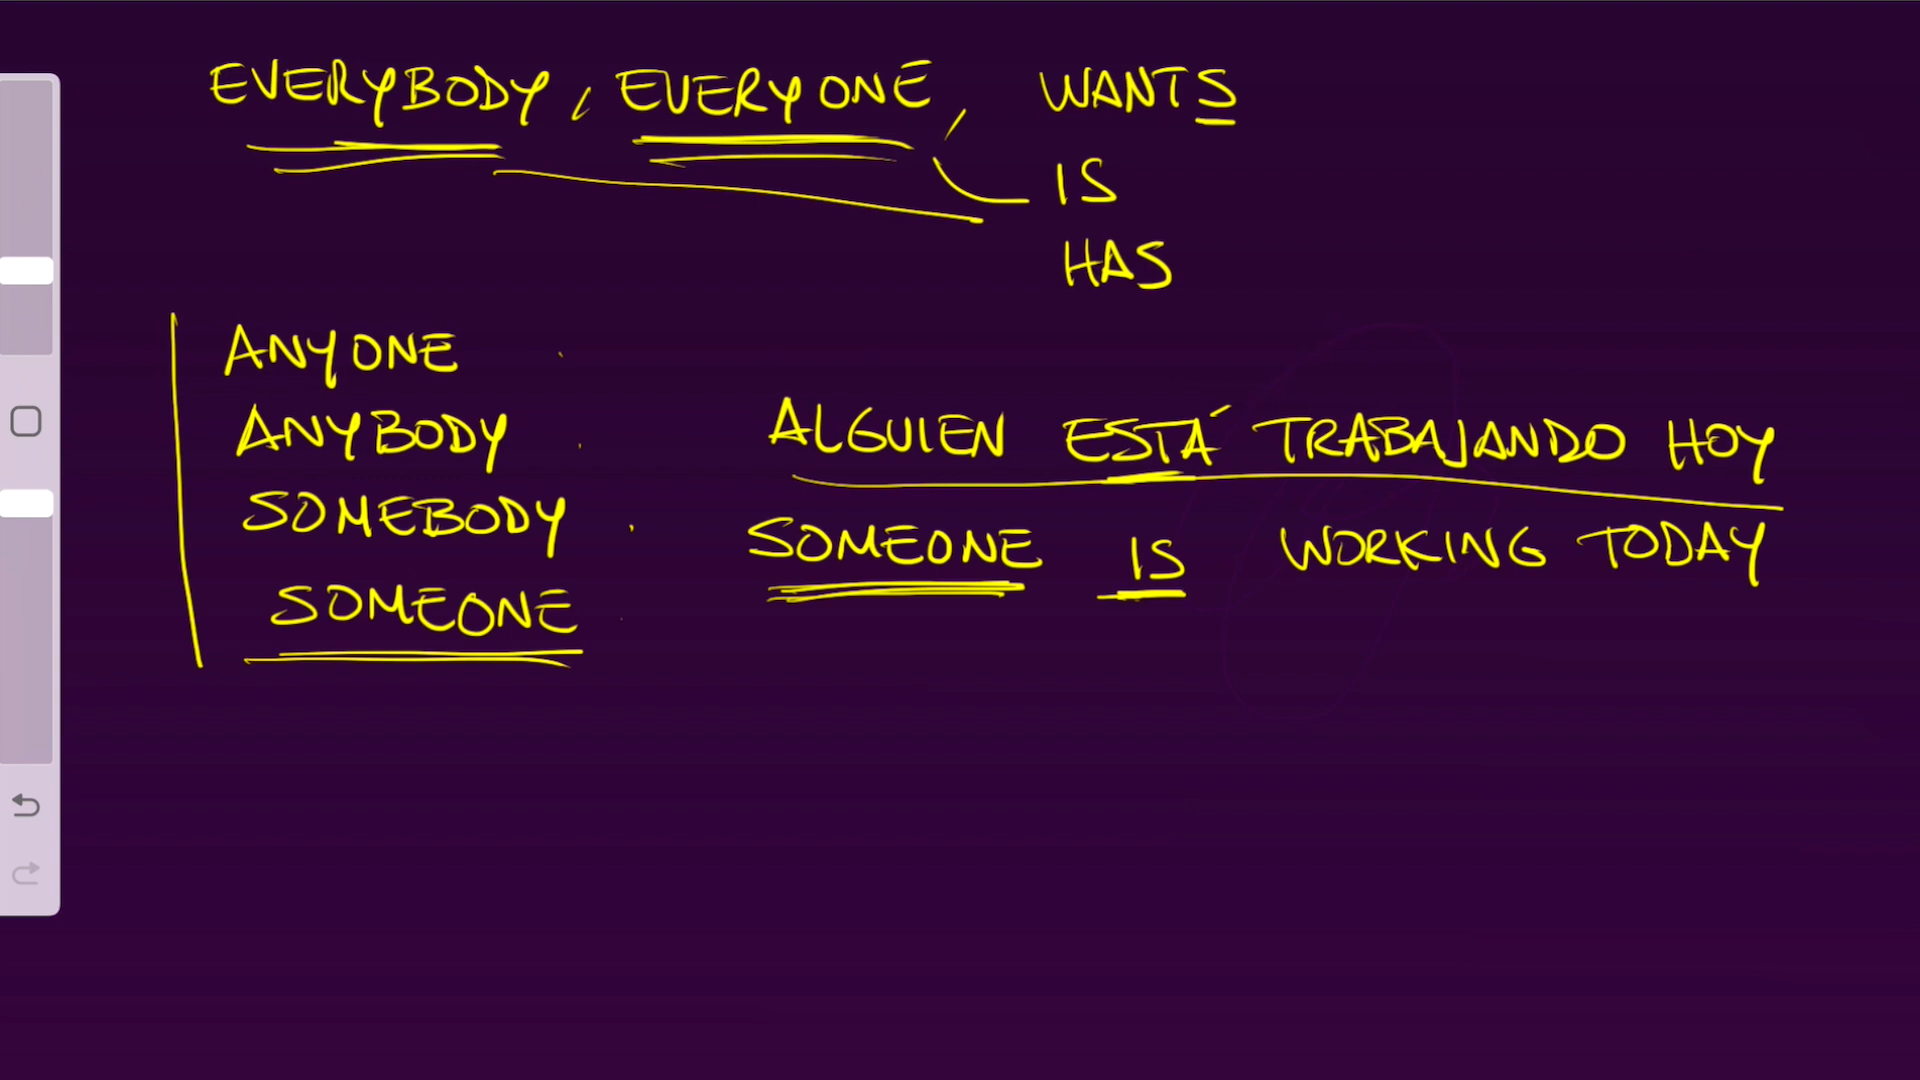 EVERYBODY, EVERYONE, WANTS
IS
HAS
ANYONE
ANYBODY
SOMEBODY
SOMEONE
ALGUIEN ESTÁ TRABAJANDO HOY
SOMEONE IS WORKING TODAY